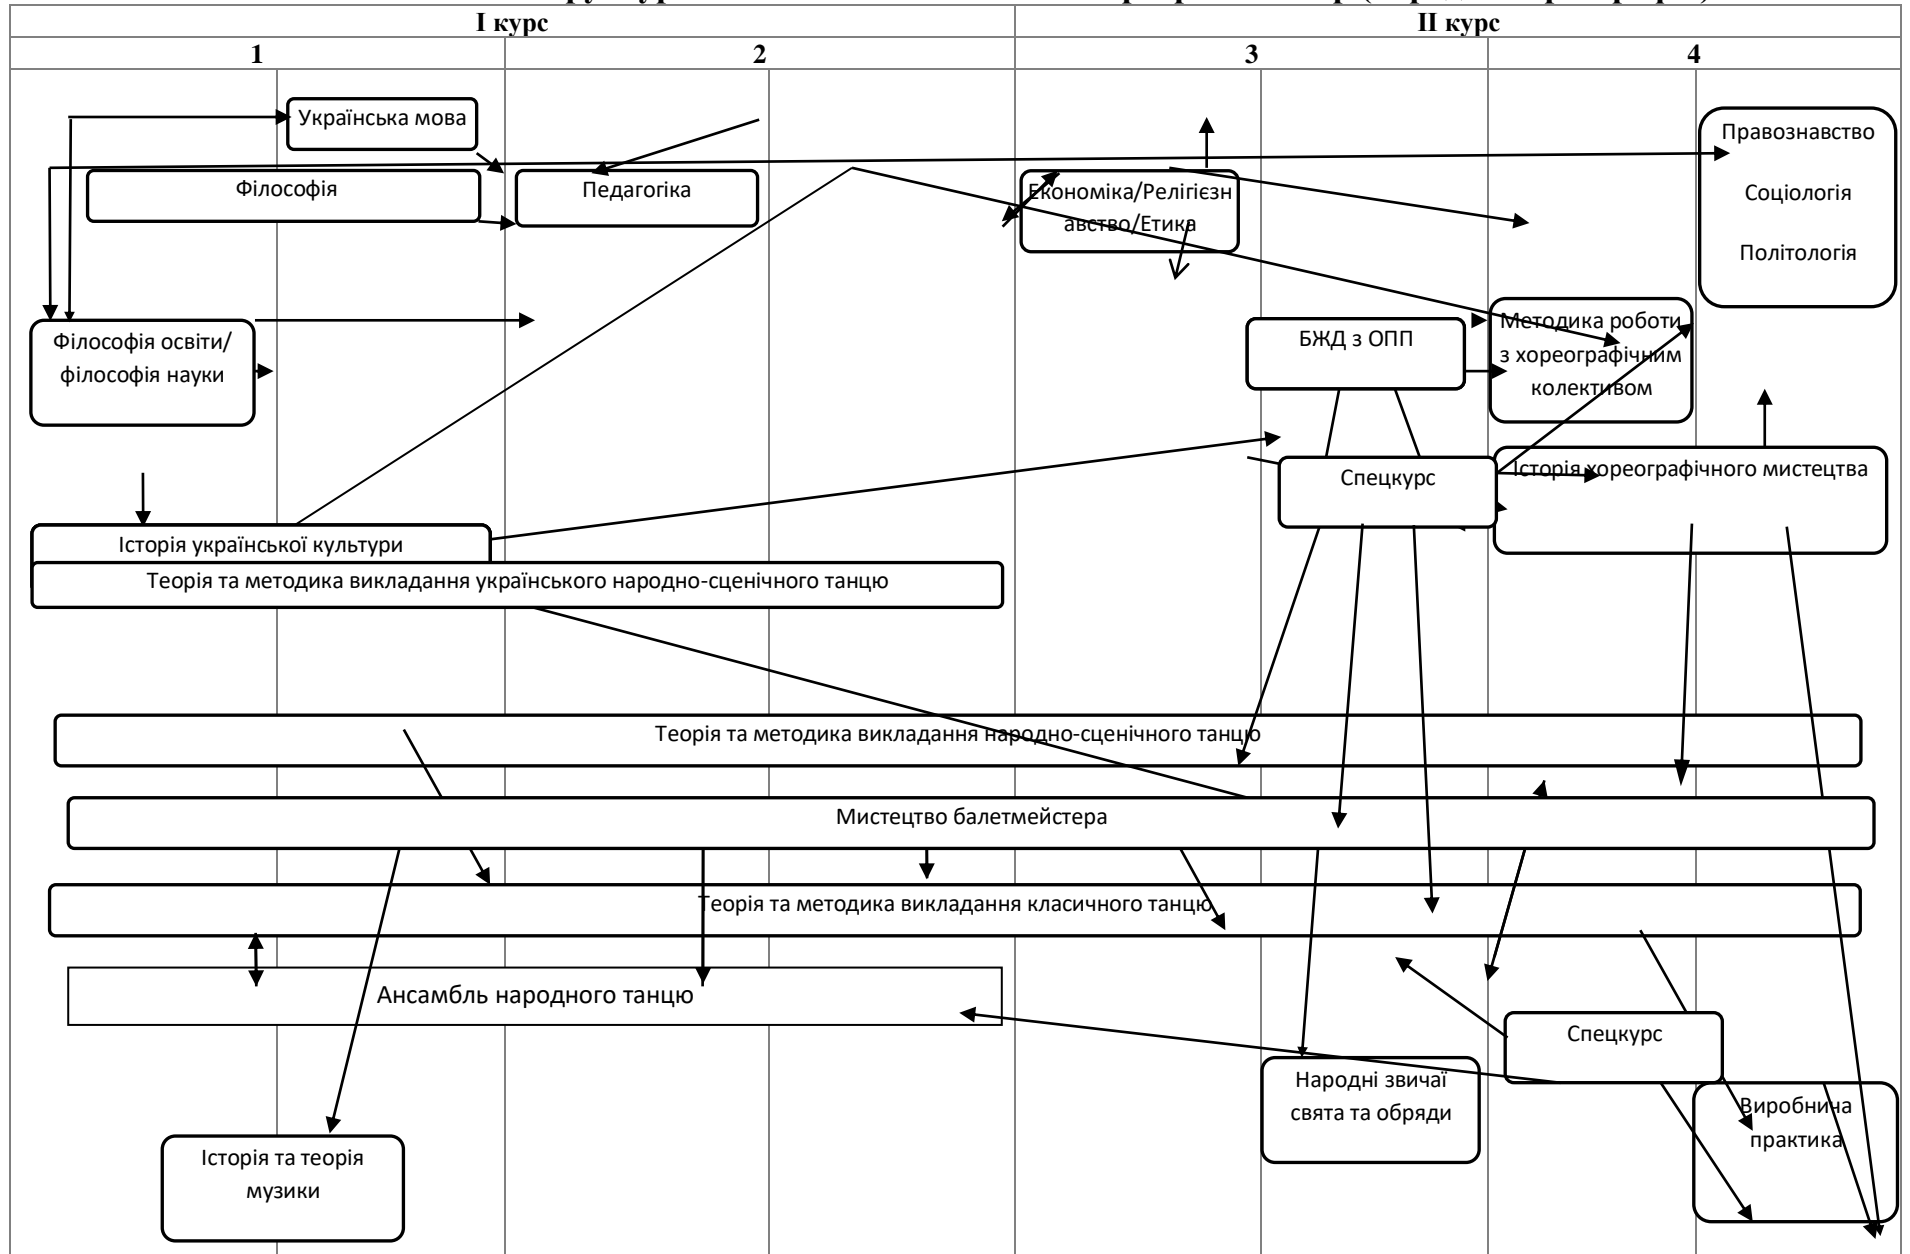 І курс
ІІ курс
1
2
3
4
Українська мова
Філософія
Педагогіка
Економіка/Релігієзн
авство/Етика
Правознавство
Соціологія
Політологія
Філософія освіти/
філософія науки
БЖД з ОПП
Методика роботи
з хореографічним
колективом
Спецкурс
Історія хореографічного мистецтва
Історія української культури
Теорія та методика викладання українського народно-сценічного танцю
Теорія та методика викладання народно-сценічного танцю
Мистецтво балетмейстера
Теорія та методика викладання класичного танцю
Ансамбль народного танцю
Спецкурс
Народні звичаї
свята та обряди
Виробнича
практика
Історія та теорія
музики